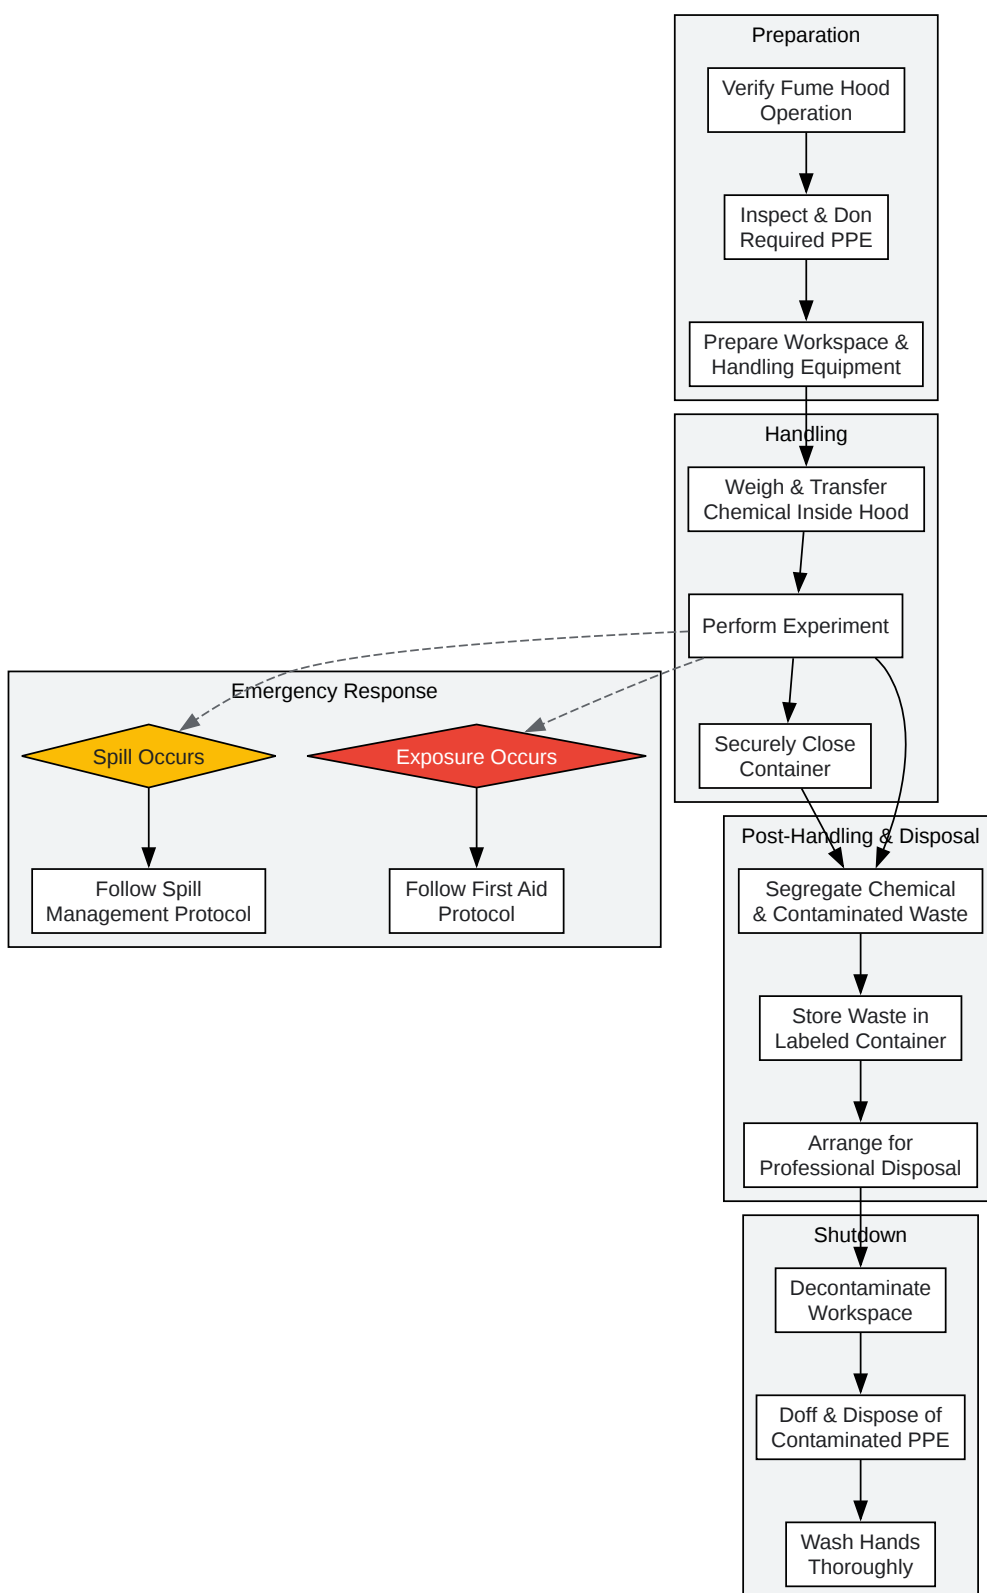 Preparation
Verify Fume Hood
Operation
Inspect & Don
Required PPE
Prepare Workspace &
Handling Equipment
Handling
Weigh & Transfer
Chemical Inside Hood
Perform Experiment
Securely Close
Container
Emergency Response
Spill Occurs
Exposure Occurs
Follow Spill
Management Protocol
Follow First Aid
Protocol
Post-Handling & Disposal
Segregate Chemical
& Contaminated Waste
Store Waste in
Labeled Container
Arrange for
Professional Disposal
Shutdown
Decontaminate
Workspace
Doff & Dispose of
Contaminated PPE
Wash Hands
Thoroughly